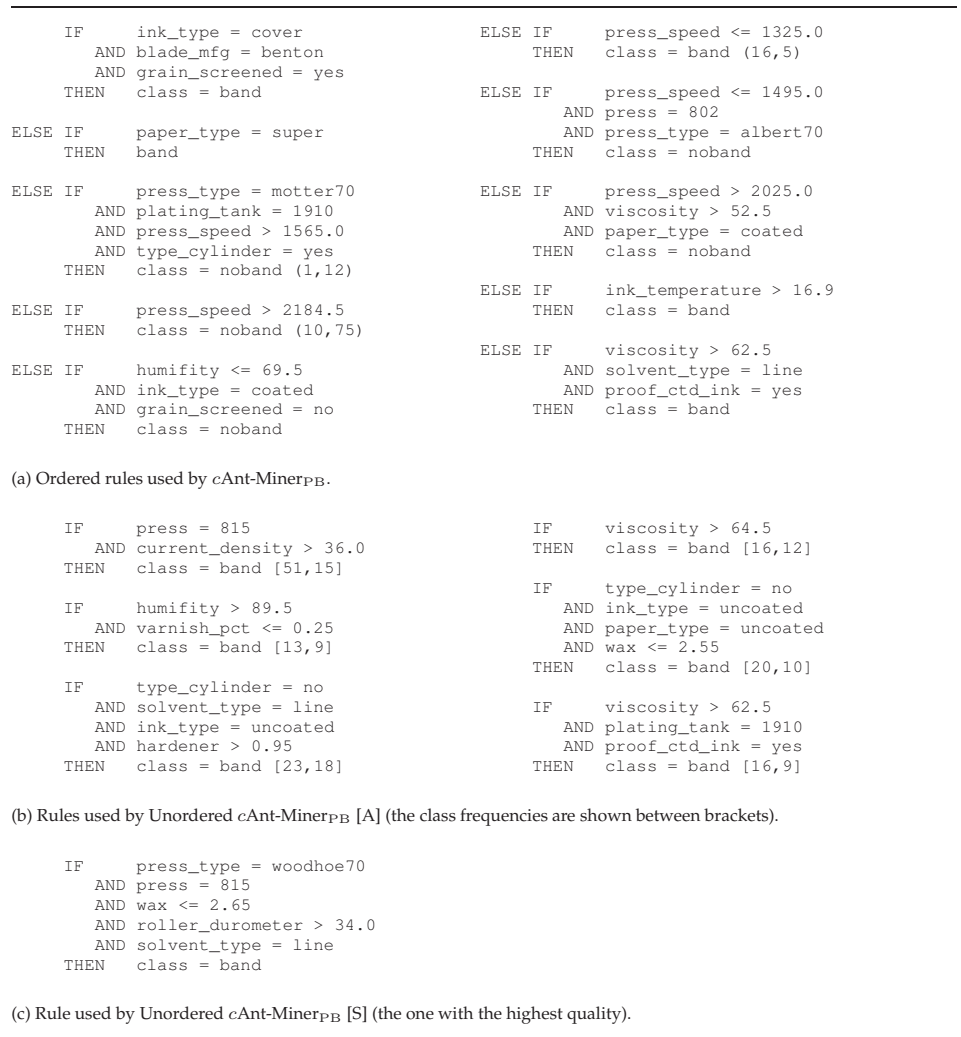 IF ink_type = cover
AND blade_mfg = benton
AND grain_screened = yes
THEN class = band
ELSE IF paper_type = super
THEN band
ELSE IF press_type = motter70
AND plating_tank = 1910
AND press_speed > 1565.0
AND type_cylinder = yes
THEN class = noband (1,12)
ELSE IF press_speed > 2184.5
THEN class = noband (10,75)
ELSE IF humifity <= 69.5
AND ink_type = coated
AND grain_screened = no
THEN class = noband
ELSE IF press_speed <= 1325.0
THEN class = band (16,5)
ELSE IF press_speed <= 1495.0
AND press = 802
AND press_type = albert70
THEN class = noband
ELSE IF press_speed > 2025.0
AND viscosity > 52.5
AND paper_type = coated
THEN class = noband
ELSE IF ink_temperature > 16.9
THEN class = band
ELSE IF viscosity > 62.5
AND solvent_type = line
AND proof_ctd_ink = yes
THEN class = band
(a) Ordered rules used by cAnt-MinerPB.
IF press = 815
AND current_density > 36.0
THEN class = band [51,15]
IF humifity > 89.5
AND varnish_pct <= 0.25
THEN class = band [13,9]
IF type_cylinder = no
AND solvent_type = line
AND ink_type = uncoated
AND hardener > 0.95
THEN class = band [23,18]
IF viscosity > 64.5
THEN class = band [16,12]
IF type_cylinder = no
AND ink_type = uncoated
AND paper_type = uncoated
AND wax <= 2.55
THEN class = band [20,10]
IF viscosity > 62.5
AND plating_tank = 1910
AND proof_ctd_ink = yes
THEN class = band [16,9]
(b) Rules used by Unordered cAnt-MinerPB [A] (the class frequencies are shown between brackets).
IF press_type = woodhoe70
AND press = 815
AND wax <= 2.65
AND roller_durometer > 34.0
AND solvent_type = line
THEN class = band
(c) Rule used by Unordered cAnt-MinerPB [S] (the one with the highest quality).